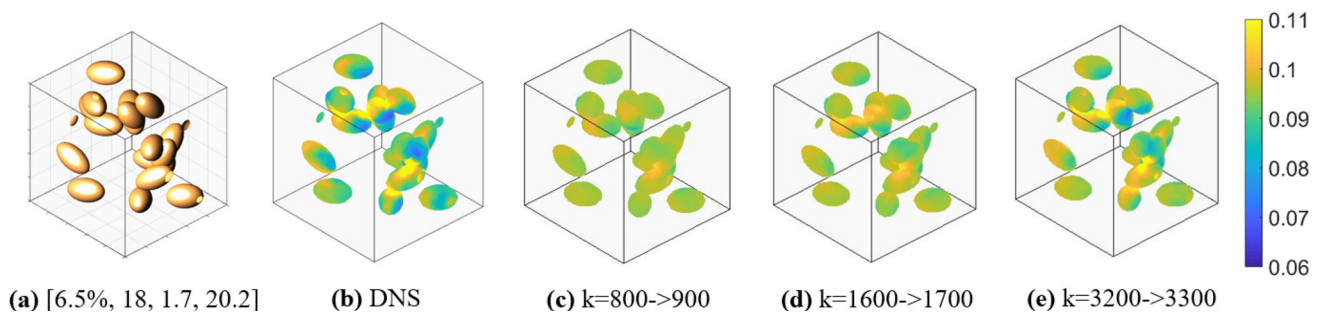 0.11
0.1
0.09
0.08
0.07
0.06
(a) [6.5%, 18, 1.7, 20.2]
(b) DNS
(c) k=800->900
(d) k=1600->1700
(e) k=3200->3300